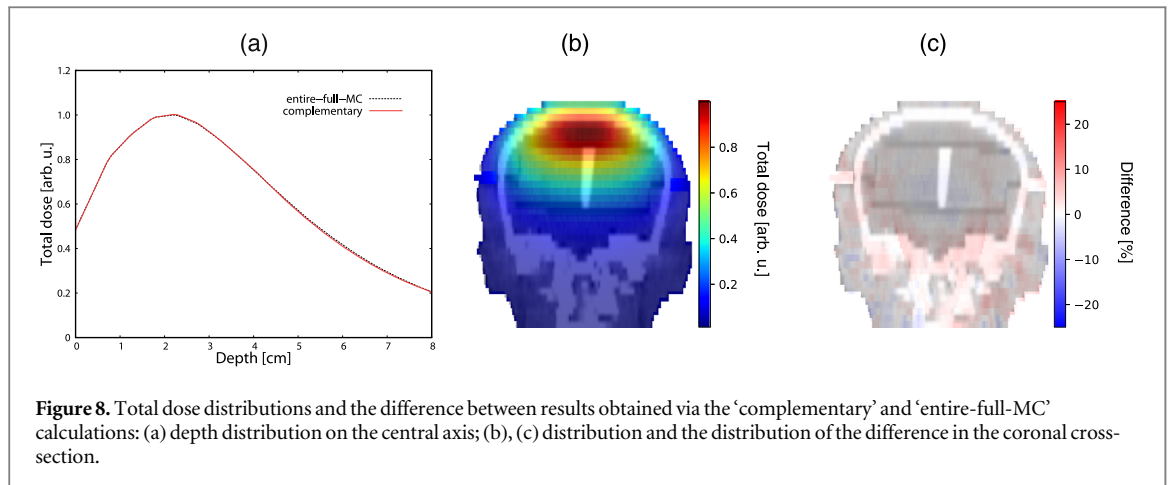 (a)
(b)
(c)
1.2
1.0
0.8
0.6
0.4
0.2
0
Total dose [arb. u.]
entire−full−MC
complementary
0 1 2 3 4 5 6 7 8
Depth [cm]
0.8
0.6
0.4
0.2
Total dose [arb. u.]
20
10
0
−10
−20
Difference [%]
Figure 8. Total dose distributions and the difference between results obtained via the ‘complementary’ and ‘entire-full-MC’
calculations: (a) depth distribution on the central axis; (b), (c) distribution and the distribution of the difference in the coronal cross-
section.